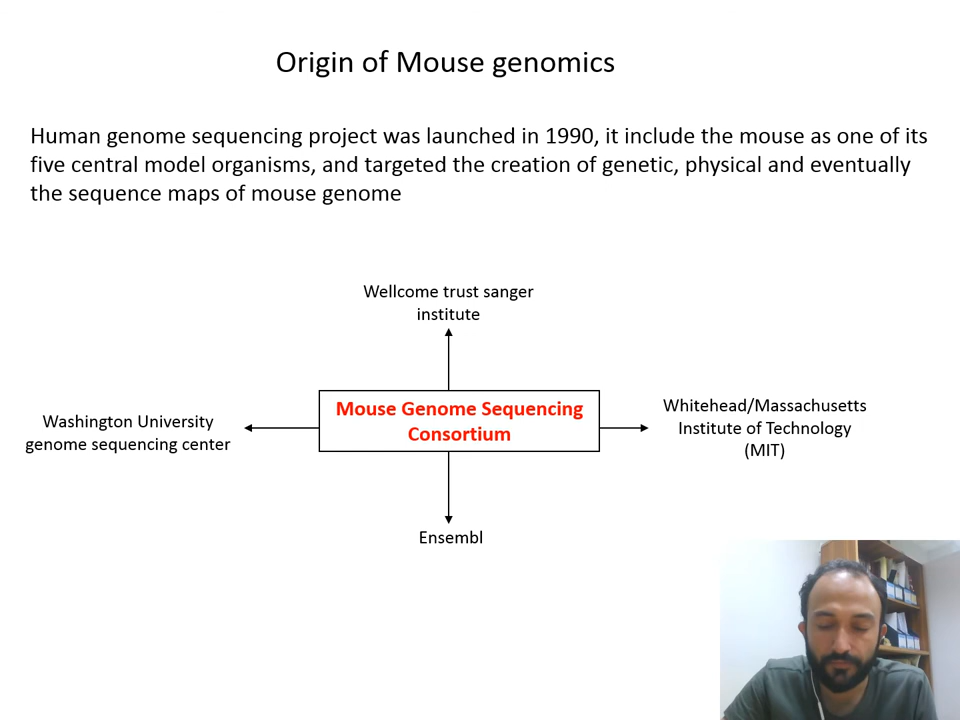 Origin of Mouse genomics
Human genome sequencing project was launched in 1990, it include the mouse as one of its
five central model organisms, and targeted the creation of genetic, physical and eventually
the sequence maps of mouse genome
Wellcome trust sanger
institute
Mouse Genome Sequencing
Consortium
Washington University
genome sequencing center
Whitehead/Massachusetts
Institute of Technology
(MIT)
Ensembl